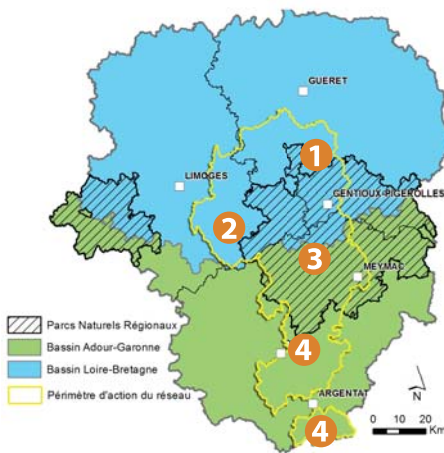 GUERET
1
LIMOGES
GENTIOUX-PIGEROLLES
2
3
MEYMAC
Parcs Naturels Régionaux
Bassin Adour-Garonne
4
Bassin Loire-Bretagne
Périmètre d'action du réseau
ARGENTAT
N
4
0 10 20
Km